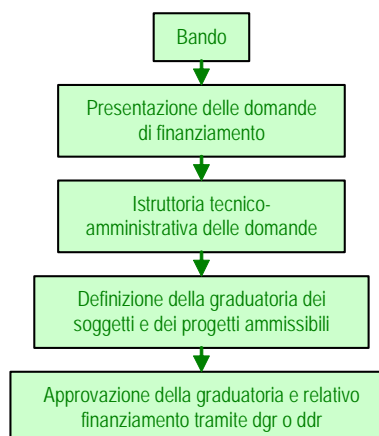 Bando
Presentazione delle domande
di finanziamento
Istruttoria tecnico-
amministrativa delle domande
Definizione della graduatoria dei
soggetti e dei progetti ammissibili
Approvazione della graduatoria e relativo
finanziamento tramite dgr o ddr